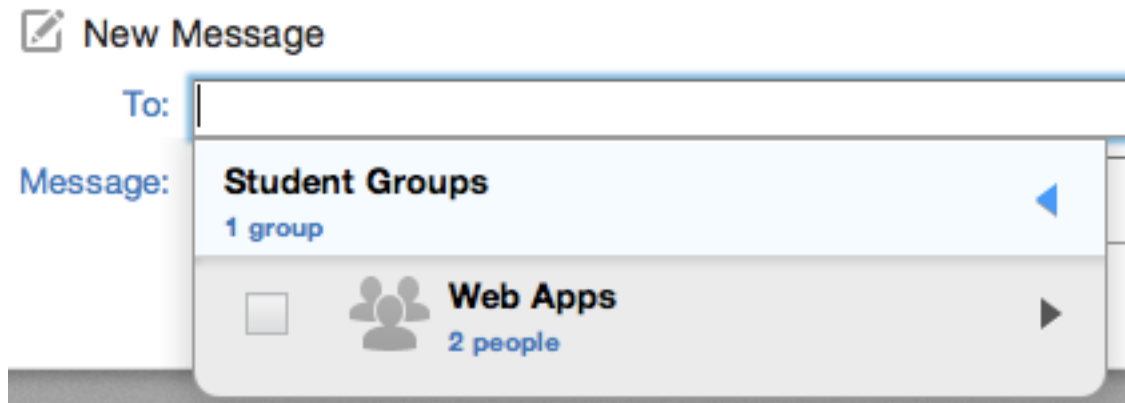 New Message
To:
Message:
Student Groups
1 group
Web Apps
2 people